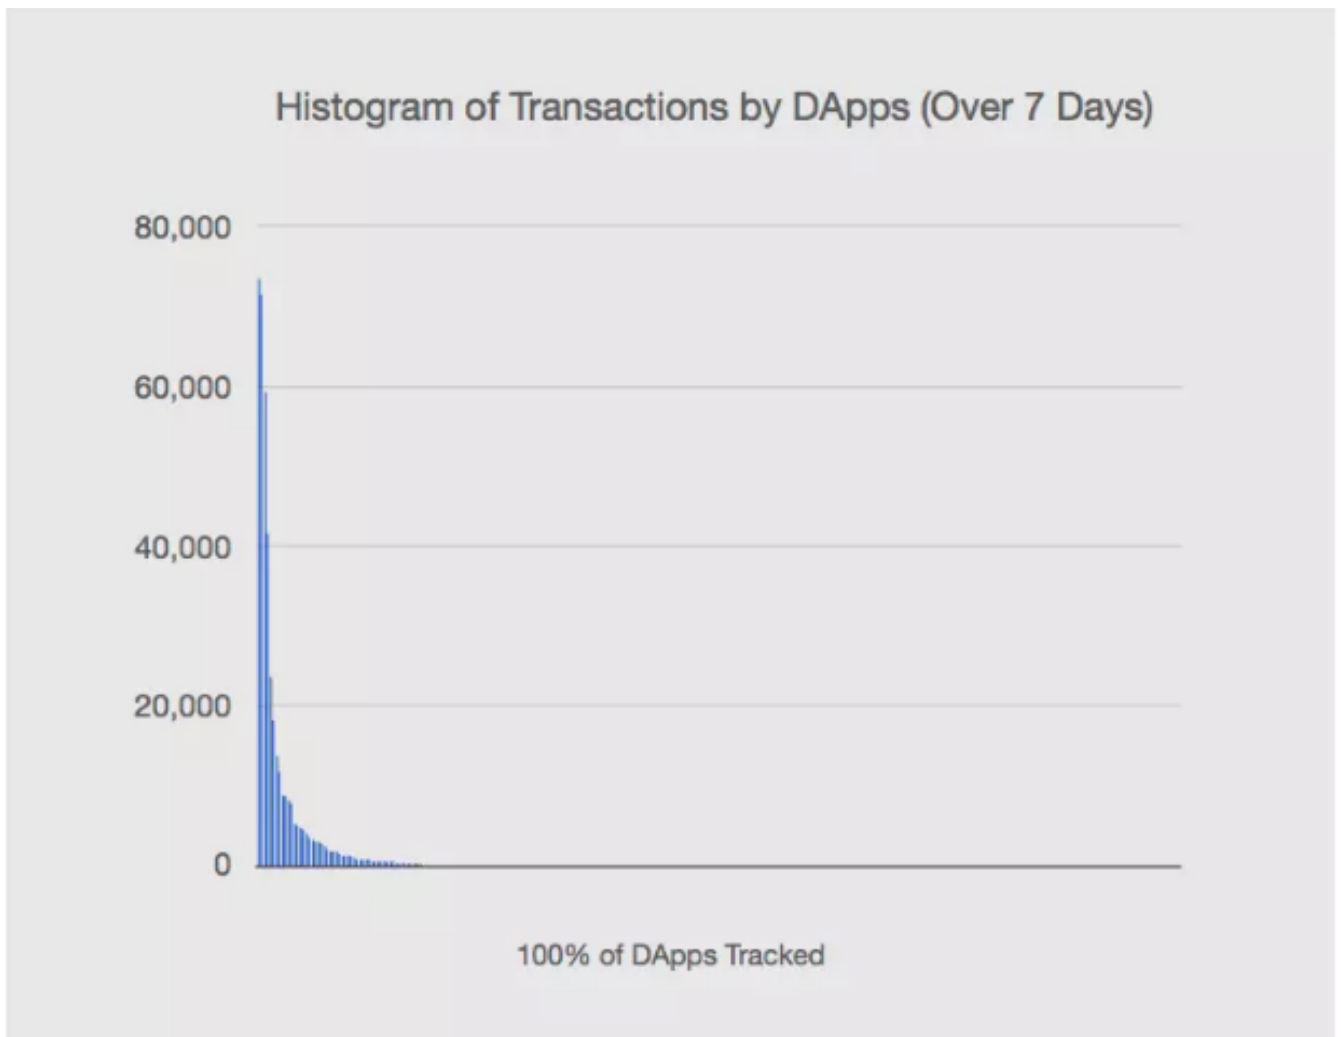 Histogram of Transactions by DApps (Over 7 Days)
80,000
60,000
40,000
20,000
0
100% of DApps Tracked